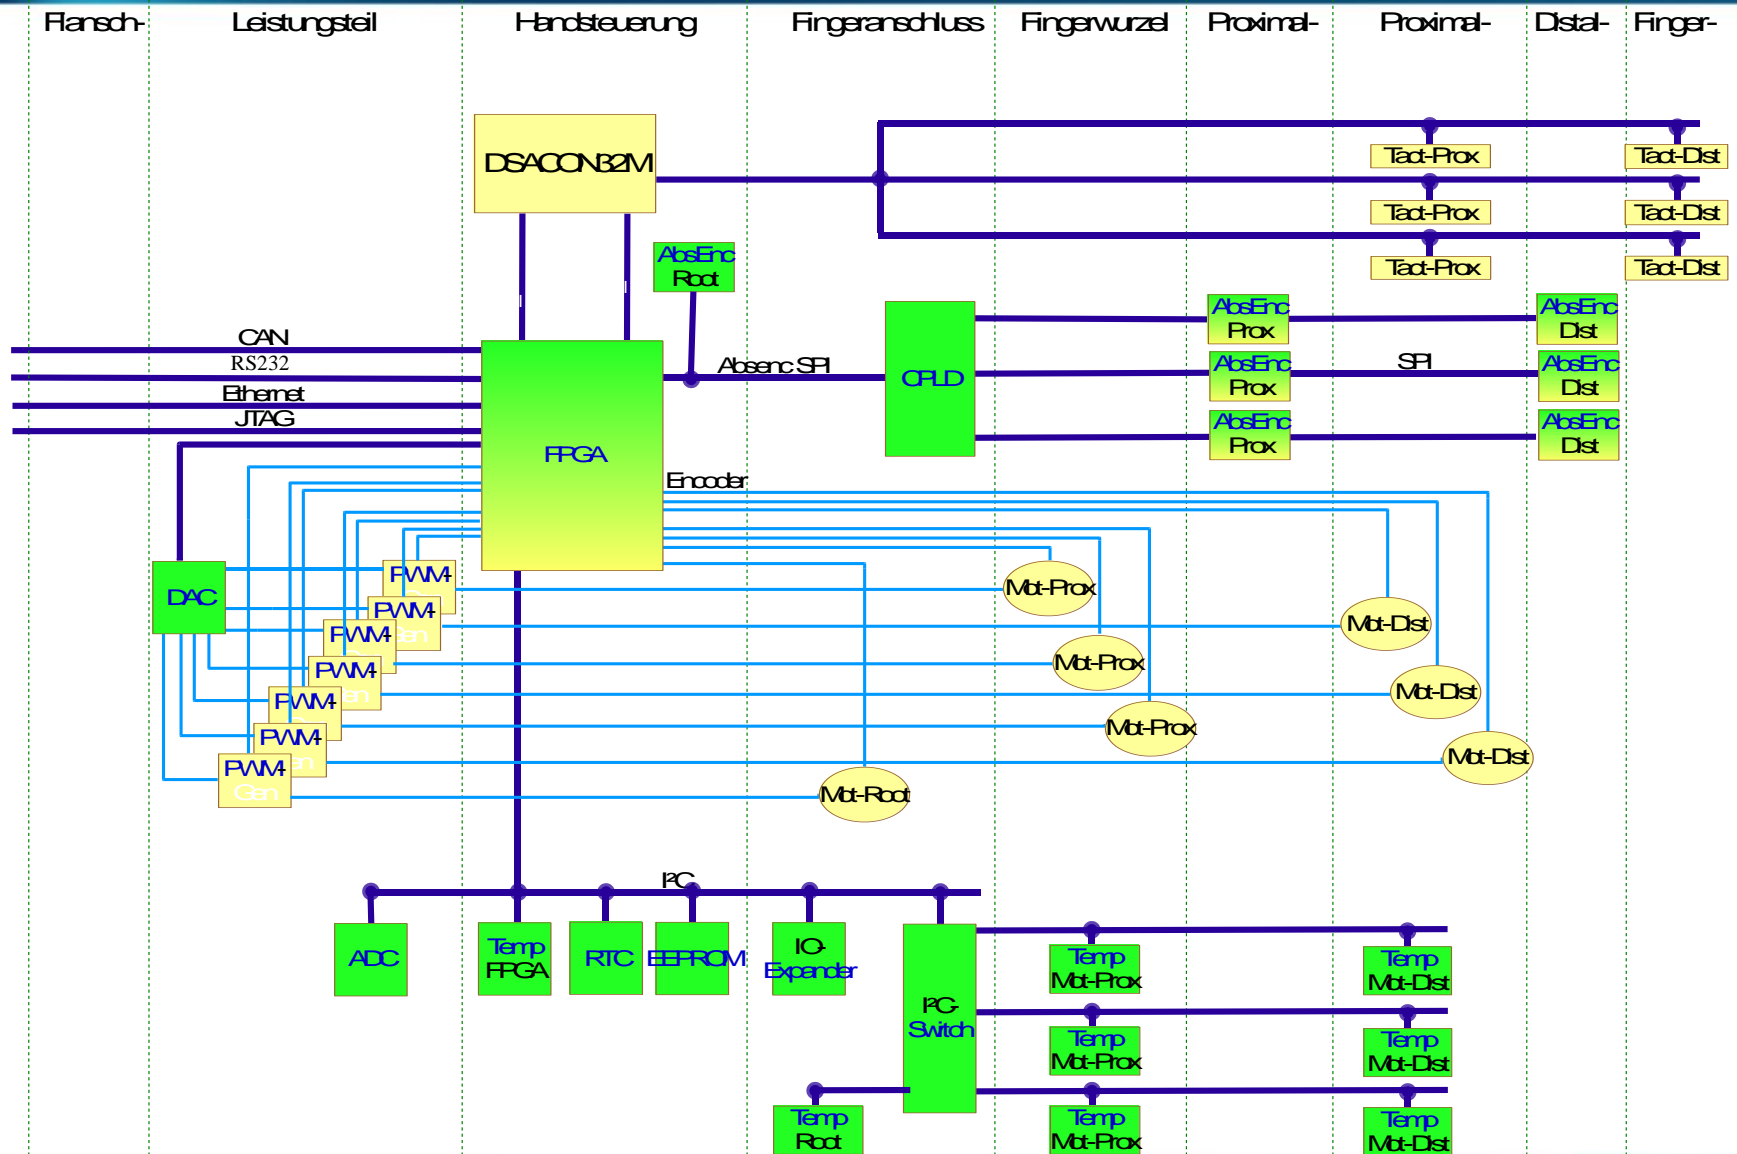 Flansch-
Leistungsteil
Handsteuerung
Fingeranschluss
Fingerwurzel
Proximal-
Proximal-
Distal-
Finger-
DSACON32M
Tact-Prox
Tact-Dist
Tact-Prox
Tact-Dist
Tact-Prox
Tact-Dist
AbsEnc
Root
AbsEnc
Prox
AbsEnc
Dist
CAN
RS232
Ethernet
JTAG
Absenc SPI
CPLD
AbsEnc
Prox
SPI
AbsEnc
Dist
AbsEnc
Prox
AbsEnc
Dist
FPGA
Encoder
DAC
PWM-
PWM-
Gen
PWM-
PWM-
Gen
PWM-
PWM-
Gen
PWM-
Gen
Mot-Prox
Mot-Dist
Mot-Prox
Mot-Dist
Mot-Prox
Mot-Dist
Mot-Root
I²C
ADC
Temp
FPGA
RTC
EEPROM
IO-
Expander
I²C-
Switch
Temp
Mot-Prox
Temp
Mot-Dist
Temp
Mot-Prox
Temp
Mot-Dist
Temp
Root
Temp
Mot-Prox
Temp
Mot-Dist